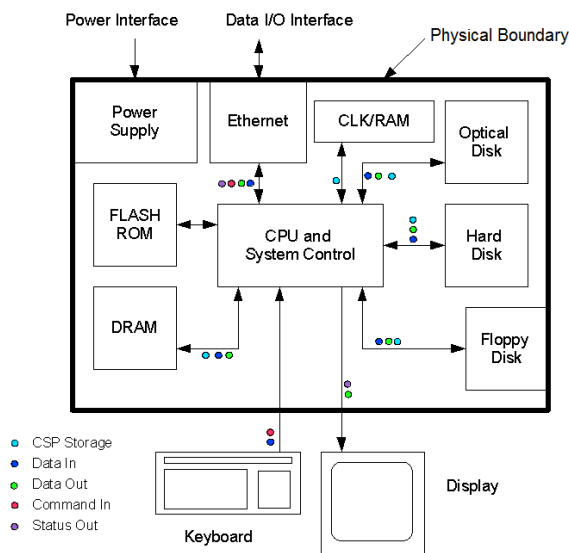 Power Interface
Data I/O Interface
Physical Boundary
Power
Supply
Ethernet
CLK/RAM
Optical
Disk
FLASH
ROM
CPU and
System Control
Hard
Disk
DRAM
Floppy
Disk
CSP Storage
Data In
Data Out
Command In
Status Out
Keyboard
Display